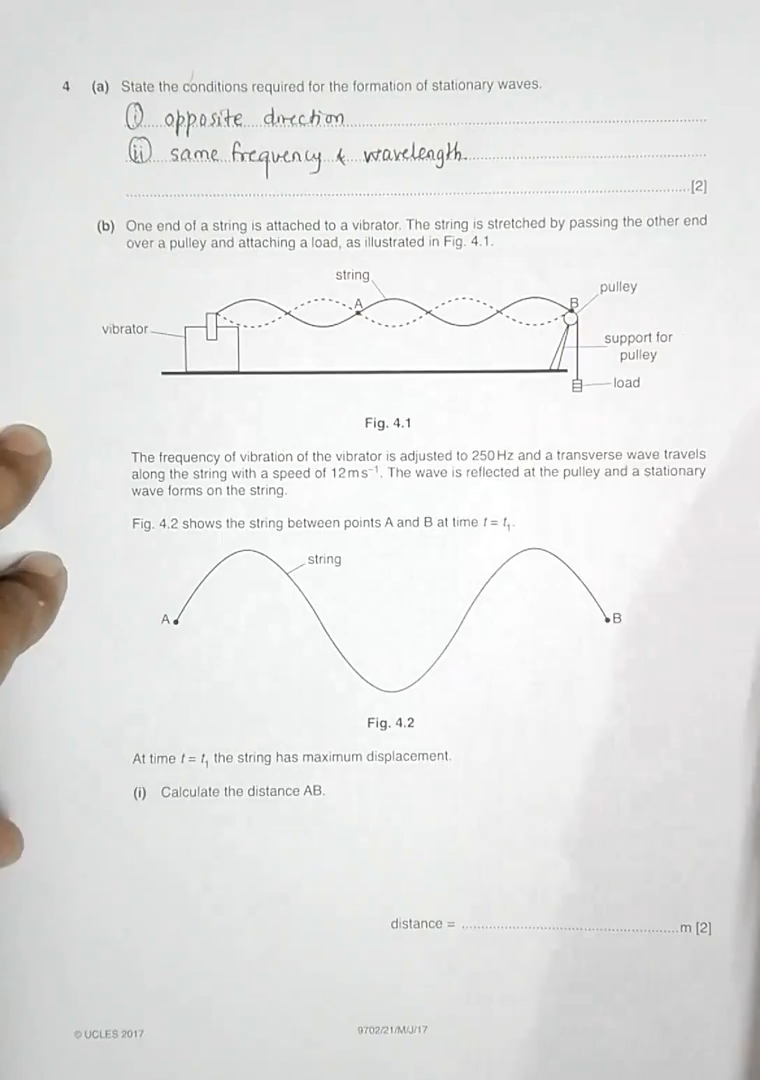 4 (a) State the conditions required for the formation of stationary waves.
(i) opposite direction
(ii) same frequency & wavelength.
[2]
(b) One end of a string is attached to a vibrator. The string is stretched by passing the other end
over a pulley and attaching a load, as illustrated in Fig. 4.1.
string
pulley
A
B
vibrator
support for
pulley
load
Fig. 4.1
The frequency of vibration of the vibrator is adjusted to 250 Hz and a transverse wave travels
along the string with a speed of 12 m s⁻¹. The wave is reflected at the pulley and a stationary
wave forms on the string.
Fig. 4.2 shows the string between points A and B at time t = t₁.
string
A
B
Fig. 4.2
At time t = t₁ the string has maximum displacement.
(i) Calculate the distance AB.
distance = ..................................................m [2]
© UCLES 2017
9702/21/M/J/17